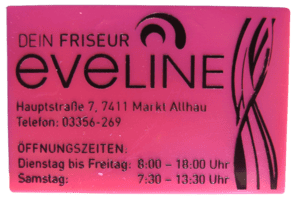 DEIN FRISEUR
eveLINE
Hauptstraße 7, 7411 Markt Allhau
Telefon: 03356-269
ÖFFNUNGSZEITEN:
Dienstag bis Freitag: 8:00 - 18:00 Uhr
Samstag: 7:30 - 13:30 Uhr